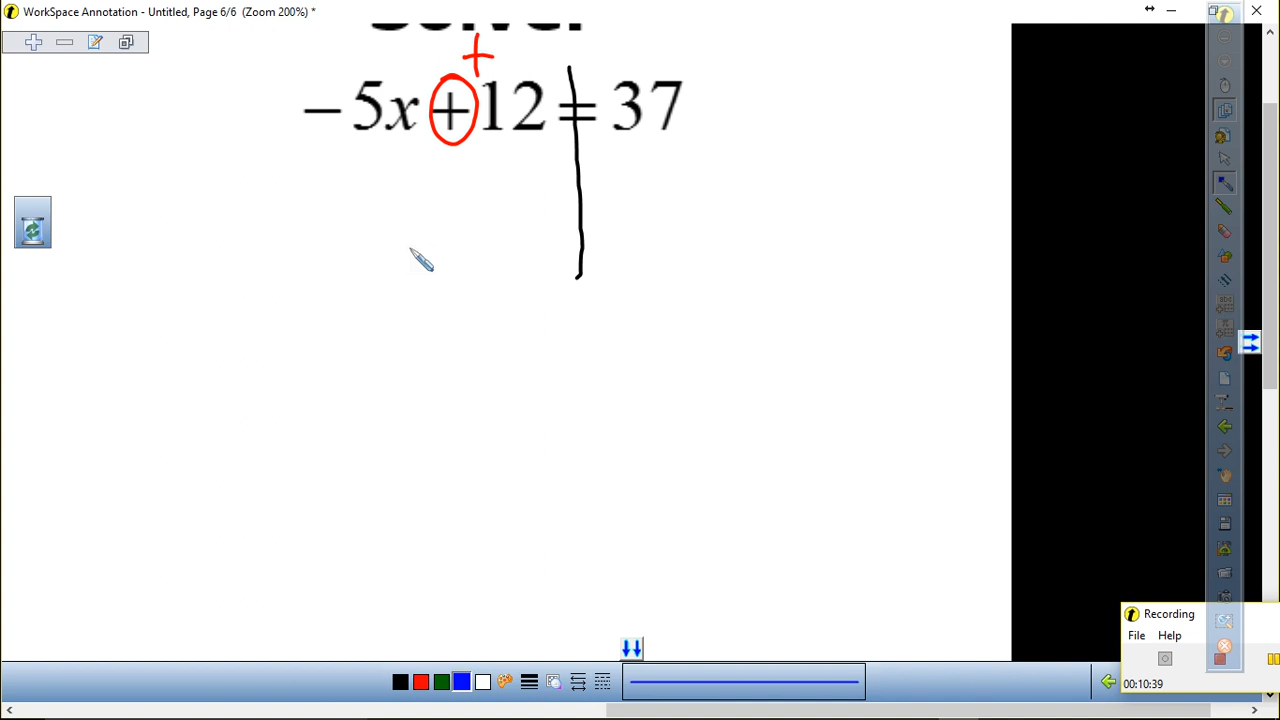 WorkSpace Annotation - Untitled, Page 6/6 (Zoom 200%) *
+
−5x + 12 = 37
Recording
File Help
00:10:39